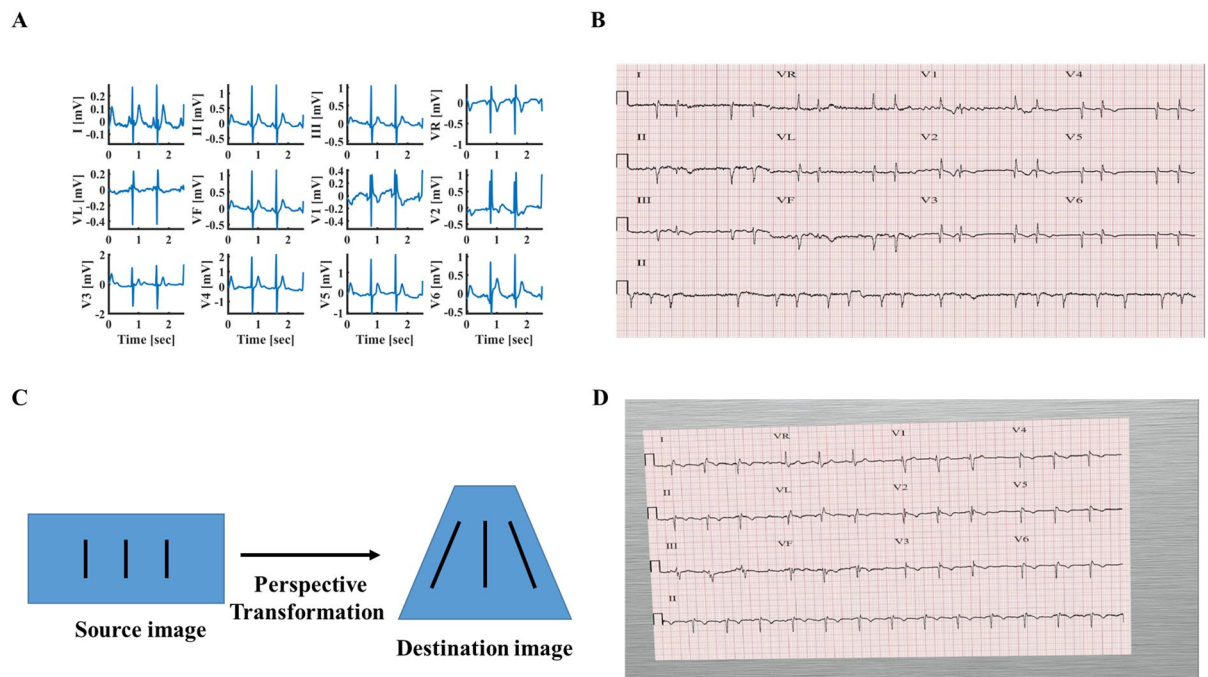 A
B
I [mV]
0.2
0.1
0
-0.1
0 1 2
II [mV]
1
0.5
0
-0.5
0 1 2
III [mV]
1
0.5
0
-0.5
0 1 2
VR [mV]
0
-0.5
-1
0 1 2
VL [mV]
0.2
0
-0.2
-0.4
0 1 2
VF [mV]
1
0.5
0
-0.5
0 1 2
V1 [mV]
0.4
0.2
0
-0.2
-0.4
0 1 2
V2 [mV]
1
0.5
0
-0.5
0 1 2
V3 [mV]
2
0
-2
0 1 2
Time [sec]
V4 [mV]
2
1
0
-1
-2
0 1 2
Time [sec]
V5 [mV]
2
1
0
-1
0 1 2
Time [sec]
V6 [mV]
1
0.5
0
-0.5
0 1 2
Time [sec]
I VR V1 V4
II VL V2 V5
III VF V3 V6
II
C
Source image
Perspective
Transformation
Destination image
D
I VR V1 V4
II VL V2 V5
III VF V3 V6
II